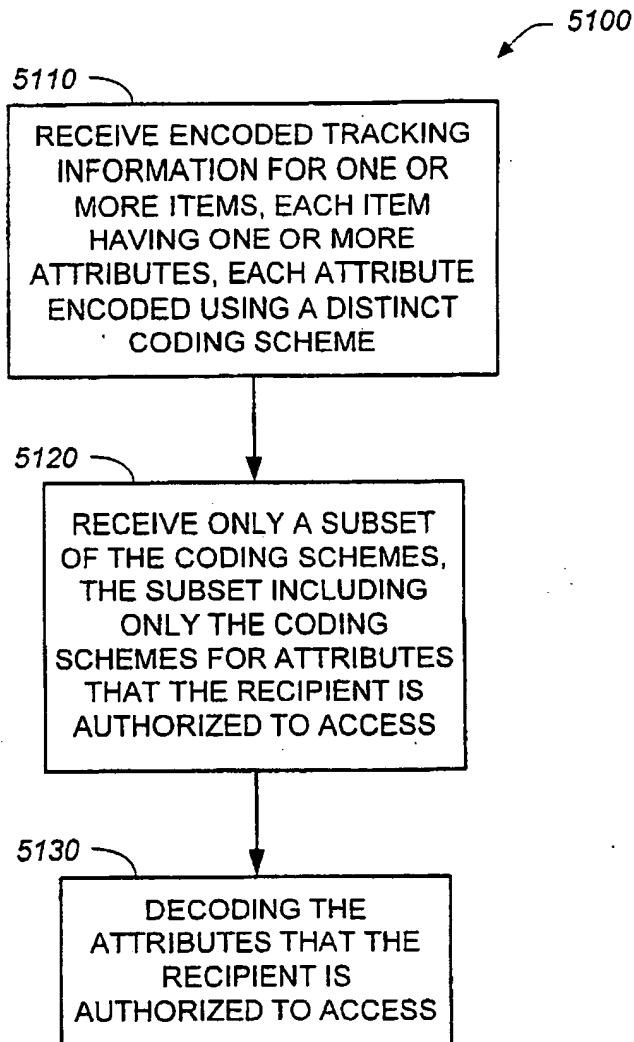 5100
5110
RECEIVE ENCODED TRACKING
INFORMATION FOR ONE OR
MORE ITEMS, EACH ITEM
HAVING ONE OR MORE
ATTRIBUTES, EACH ATTRIBUTE
ENCODED USING A DISTINCT
CODING SCHEME
5120
RECEIVE ONLY A SUBSET
OF THE CODING SCHEMES,
THE SUBSET INCLUDING
ONLY THE CODING
SCHEMES FOR ATTRIBUTES
THAT THE RECIPIENT IS
AUTHORIZED TO ACCESS
5130
DECODING THE
ATTRIBUTES THAT THE
RECIPIENT IS
AUTHORIZED TO ACCESS